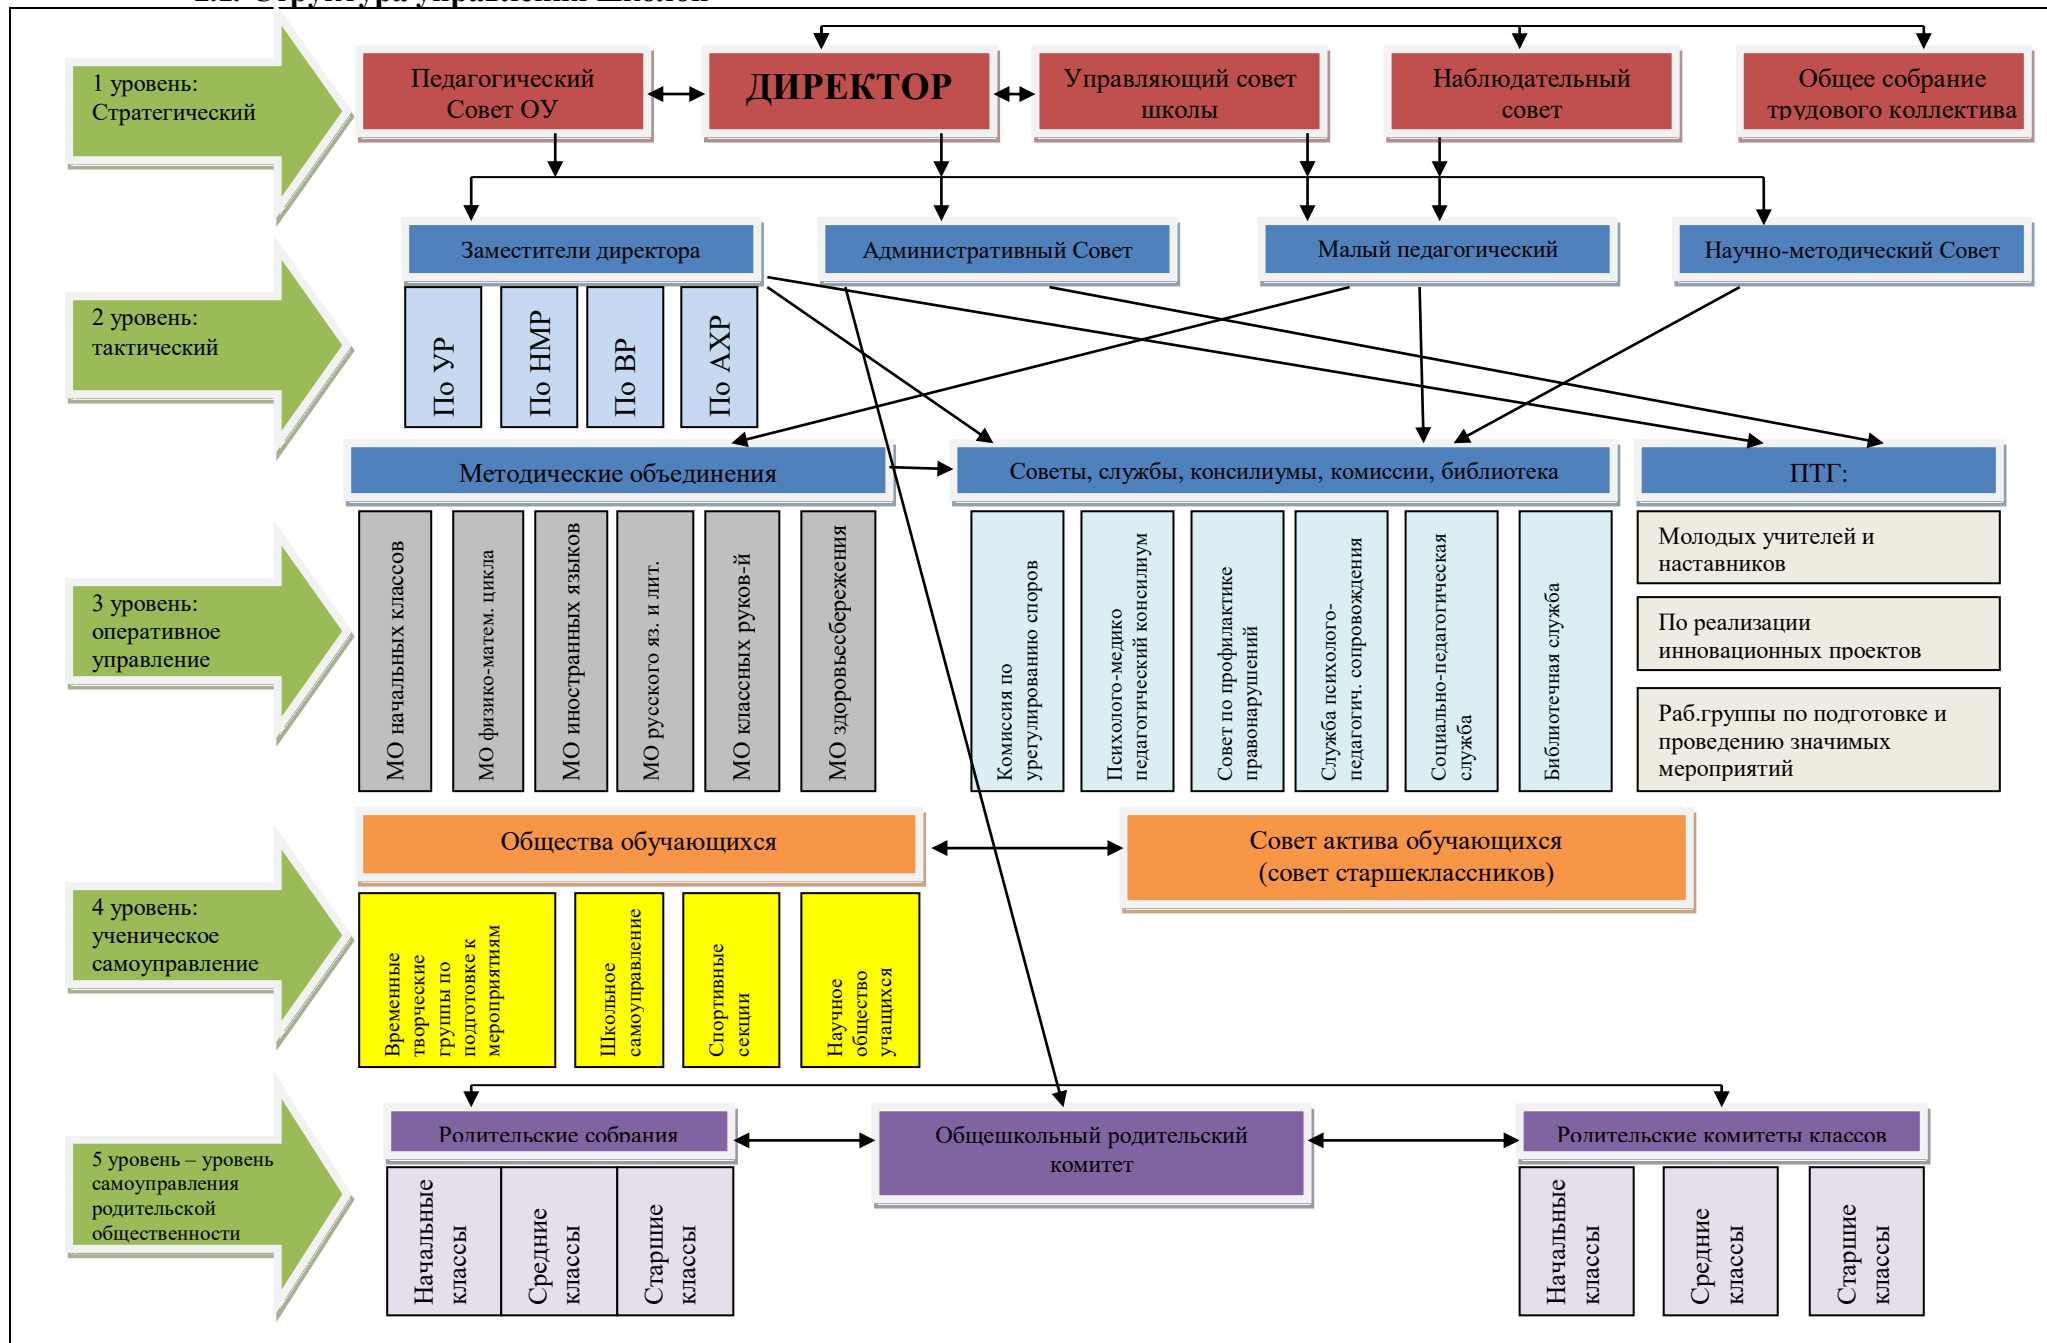 2.2. Структура управления школой
1 уровень:
Стратегический
Педагогический
Совет ОУ
ДИРЕКТОР
Управляющий совет
школы
Наблюдательный
совет
Общее собрание
трудового коллектива
2 уровень:
тактический
Заместители директора
Административный Совет
Малый педагогический
Научно-методический Совет
По УР
По НМР
По ВР
По АХР
3 уровень:
оперативное
управление
Методические объединения
Советы, службы, консилиумы, комиссии, библиотека
ПТГ:
МО начальных классов
МО физико-матем. цикла
МО иностранных языков
МО русского яз. и лит.
МО классных руков-й
МО здоровьесбережения
Комиссия по
урегулированию споров
Психолого-медико
педагогический консилиум
Совет по профилактике
правонарушений
Служба психолого-
педагогич. сопровождения
Социально-педагогическая
служба
Библиотечная служба
Молодых учителей и
наставников
По реализации
инновационных проектов
Раб.группы по подготовке и
проведению значимых
мероприятий
4 уровень:
ученическое
самоуправление
Общества обучающихся
Совет актива обучающихся
(совет старшеклассников)
Временные
творческие
группы по
подготовке к
мероприятиям
Школьное
самоуправление
Спортивные
секции
Научное
общество
учащихся
5 уровень – уровень
самоуправления
родительской
общественности
Родительские собрания
Общешкольный родительский
комитет
Родительские комитеты классов
Начальные
классы
Средние
классы
Старшие
классы
Начальные
классы
Средние
классы
Старшие
классы